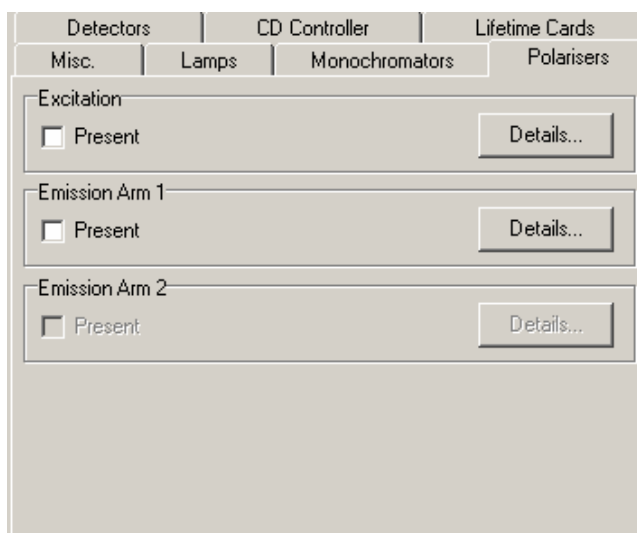 Detectors CD Controller Lifetime Cards
Misc. Lamps Monochromators Polarisers
Excitation
Present Details...
Emission Arm 1
Present Details...
Emission Arm 2
Present Details...